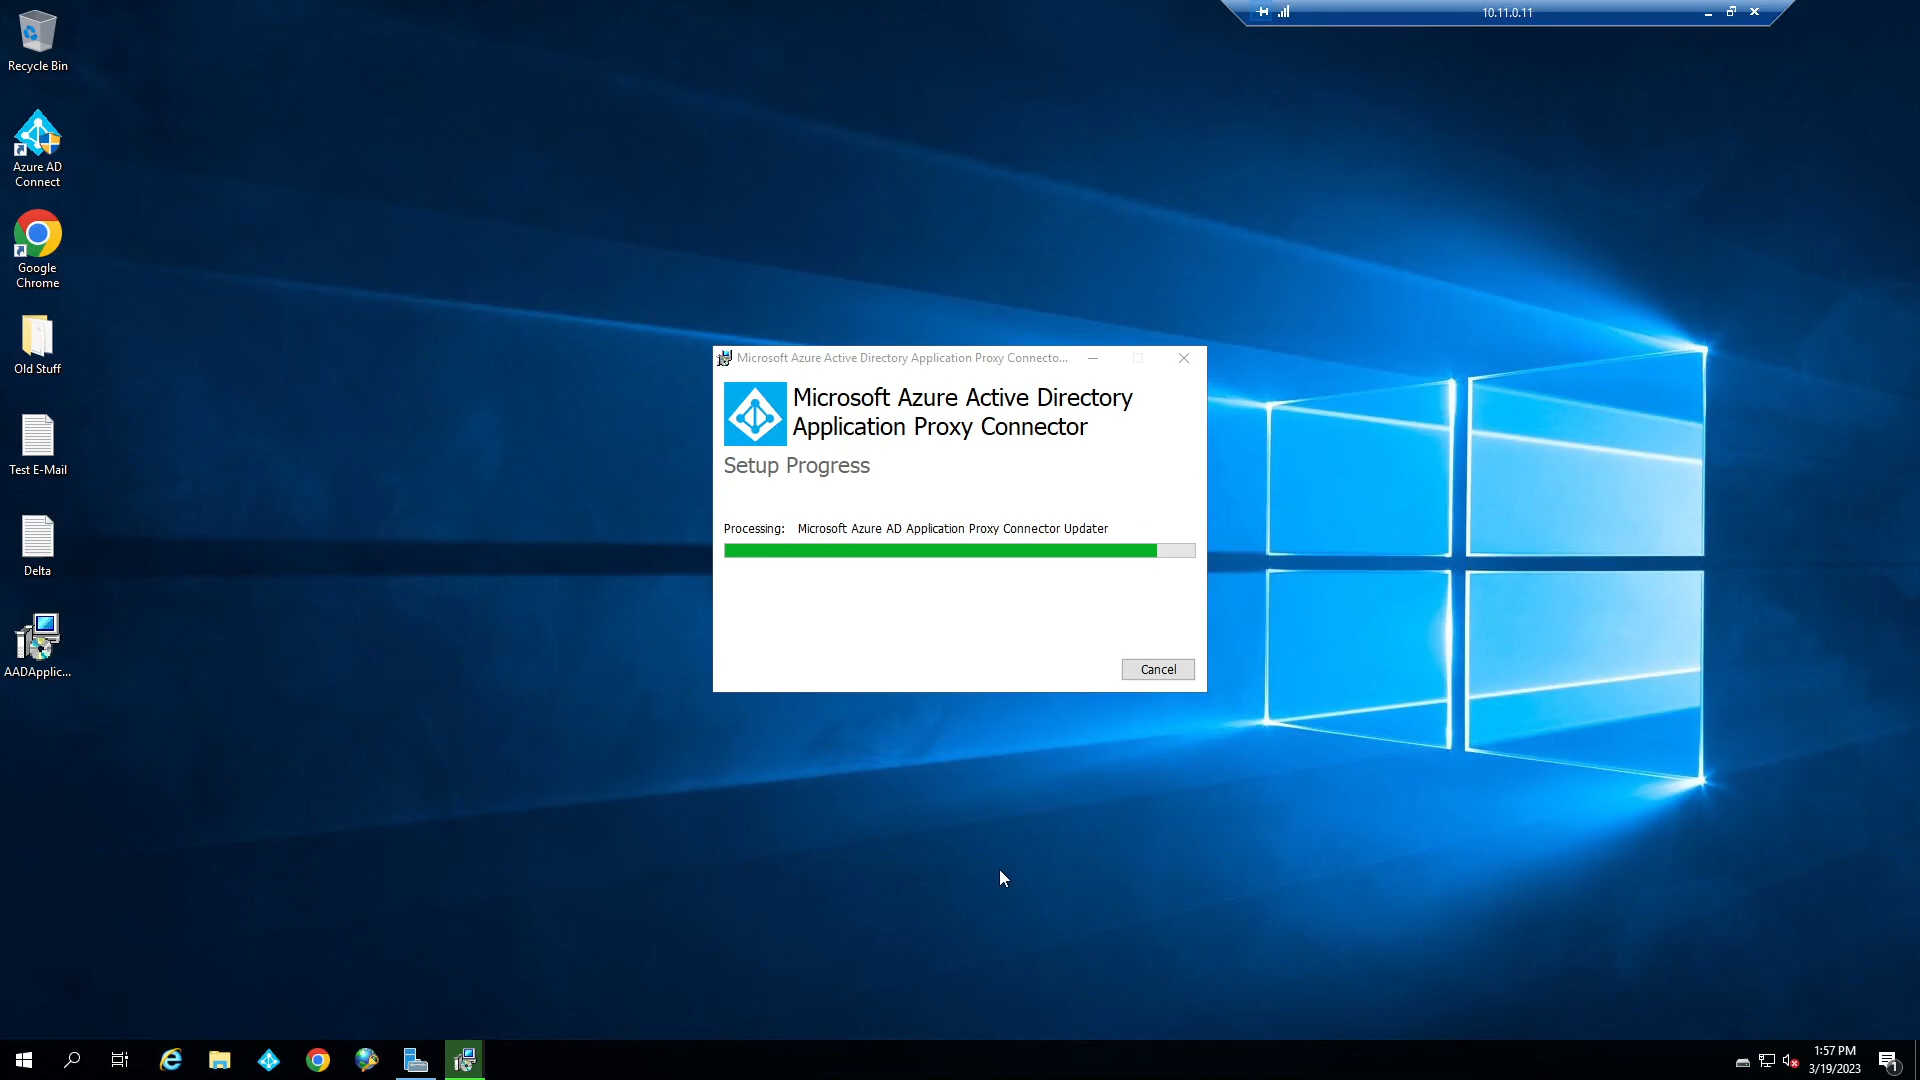 10.11.0.11
Recycle Bin
Azure AD
Connect
Google
Chrome
Old Stuff
Test E-Mail
Delta
AADApplic...
Microsoft Azure Active Directory Application Proxy Connecto...
Microsoft Azure Active Directory
Application Proxy Connector
Setup Progress
Processing: Microsoft Azure AD Application Proxy Connector Updater
Cancel
1:57 PM
3/19/2023
1